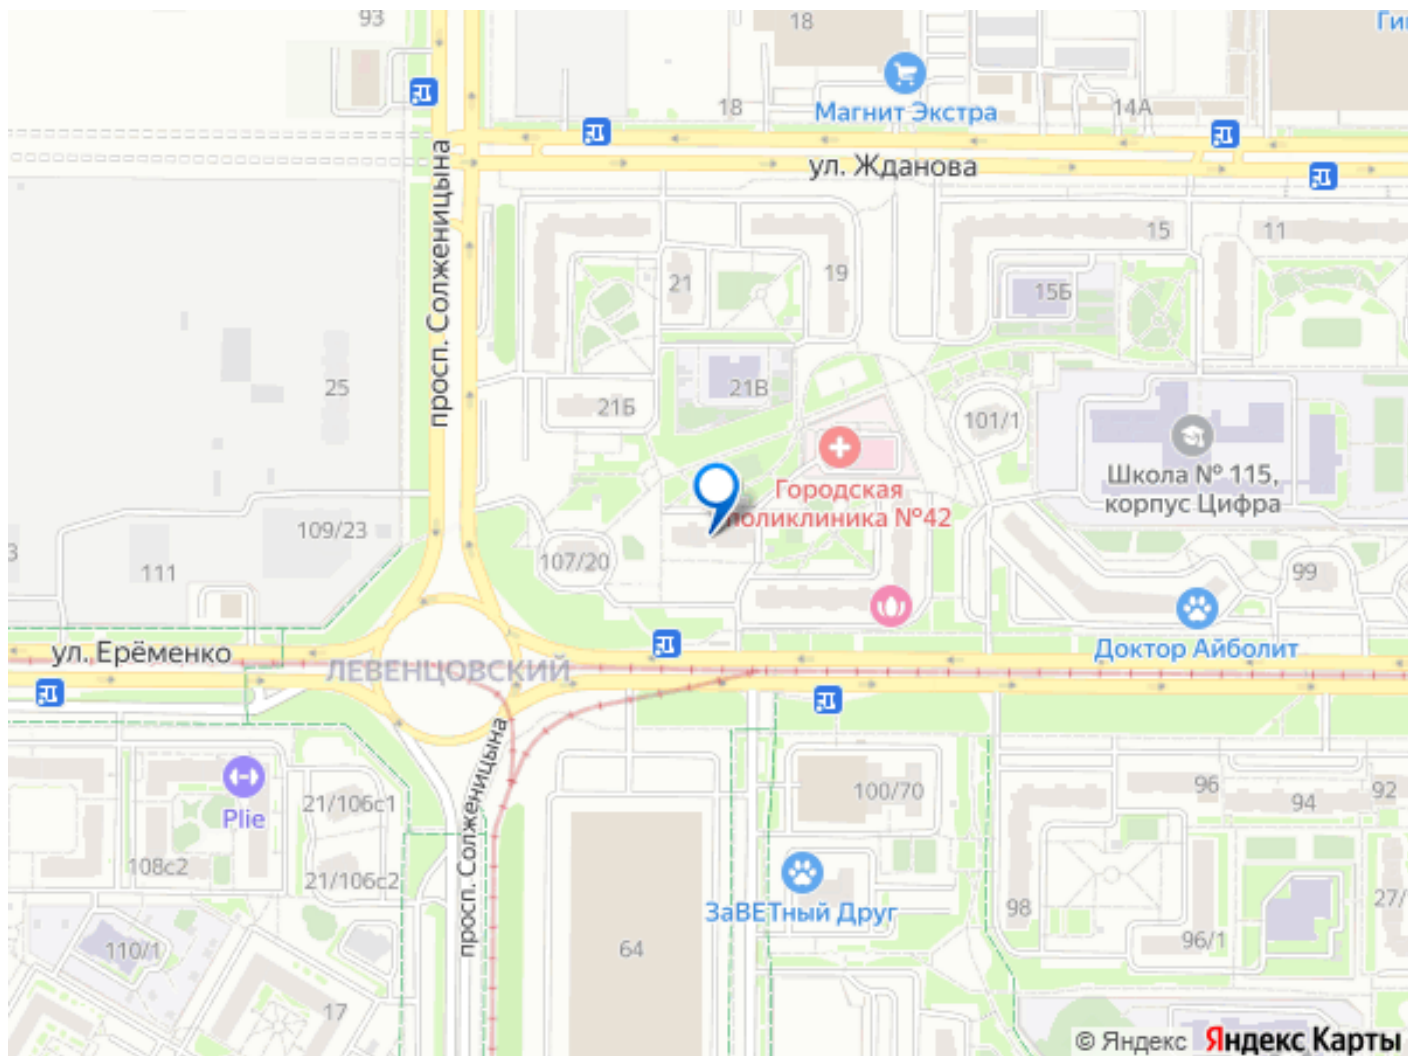 93
18
Ги
Магнит Экстра
18
14А
ул. Жданова
просп. Солженицына
15
11
21
19
15Б
25
21Б
21В
101/1
Школа № 115,
корпус Цифра
Городская
поликлиника №42
109/23
3
111
107/20
99
ул. Ерёменко
ЛЕВЕНЦОВСКИЙ
Доктор Айболит
просп. Солженицына
Plie
21/106с1
100/70
96
94
92
108с2
21/106с2
ЗаВЕТный Друг
98
27/
110/1
64
96/1
17
© Яндекс Яндекс Карты